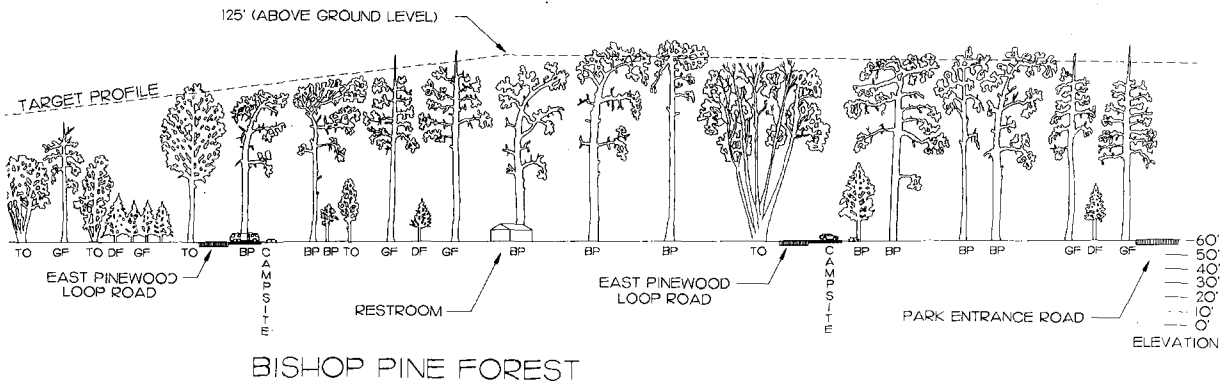 125' (ABOVE GROUND LEVEL)
TARGET PROFILE
TO GF TO DF GF TO BP BP BP TO GF DF GF BP BP BP TO BP BP BP BP GF DF GF
EAST PINEWOOD
LOOP ROAD
CAMPSITE
RESTROOM
EAST PINEWOOD
LOOP ROAD
CAMPSITE
PARK ENTRANCE ROAD
60'
50'
40'
30'
20'
10'
0'
ELEVATION
BISHOP PINE FOREST